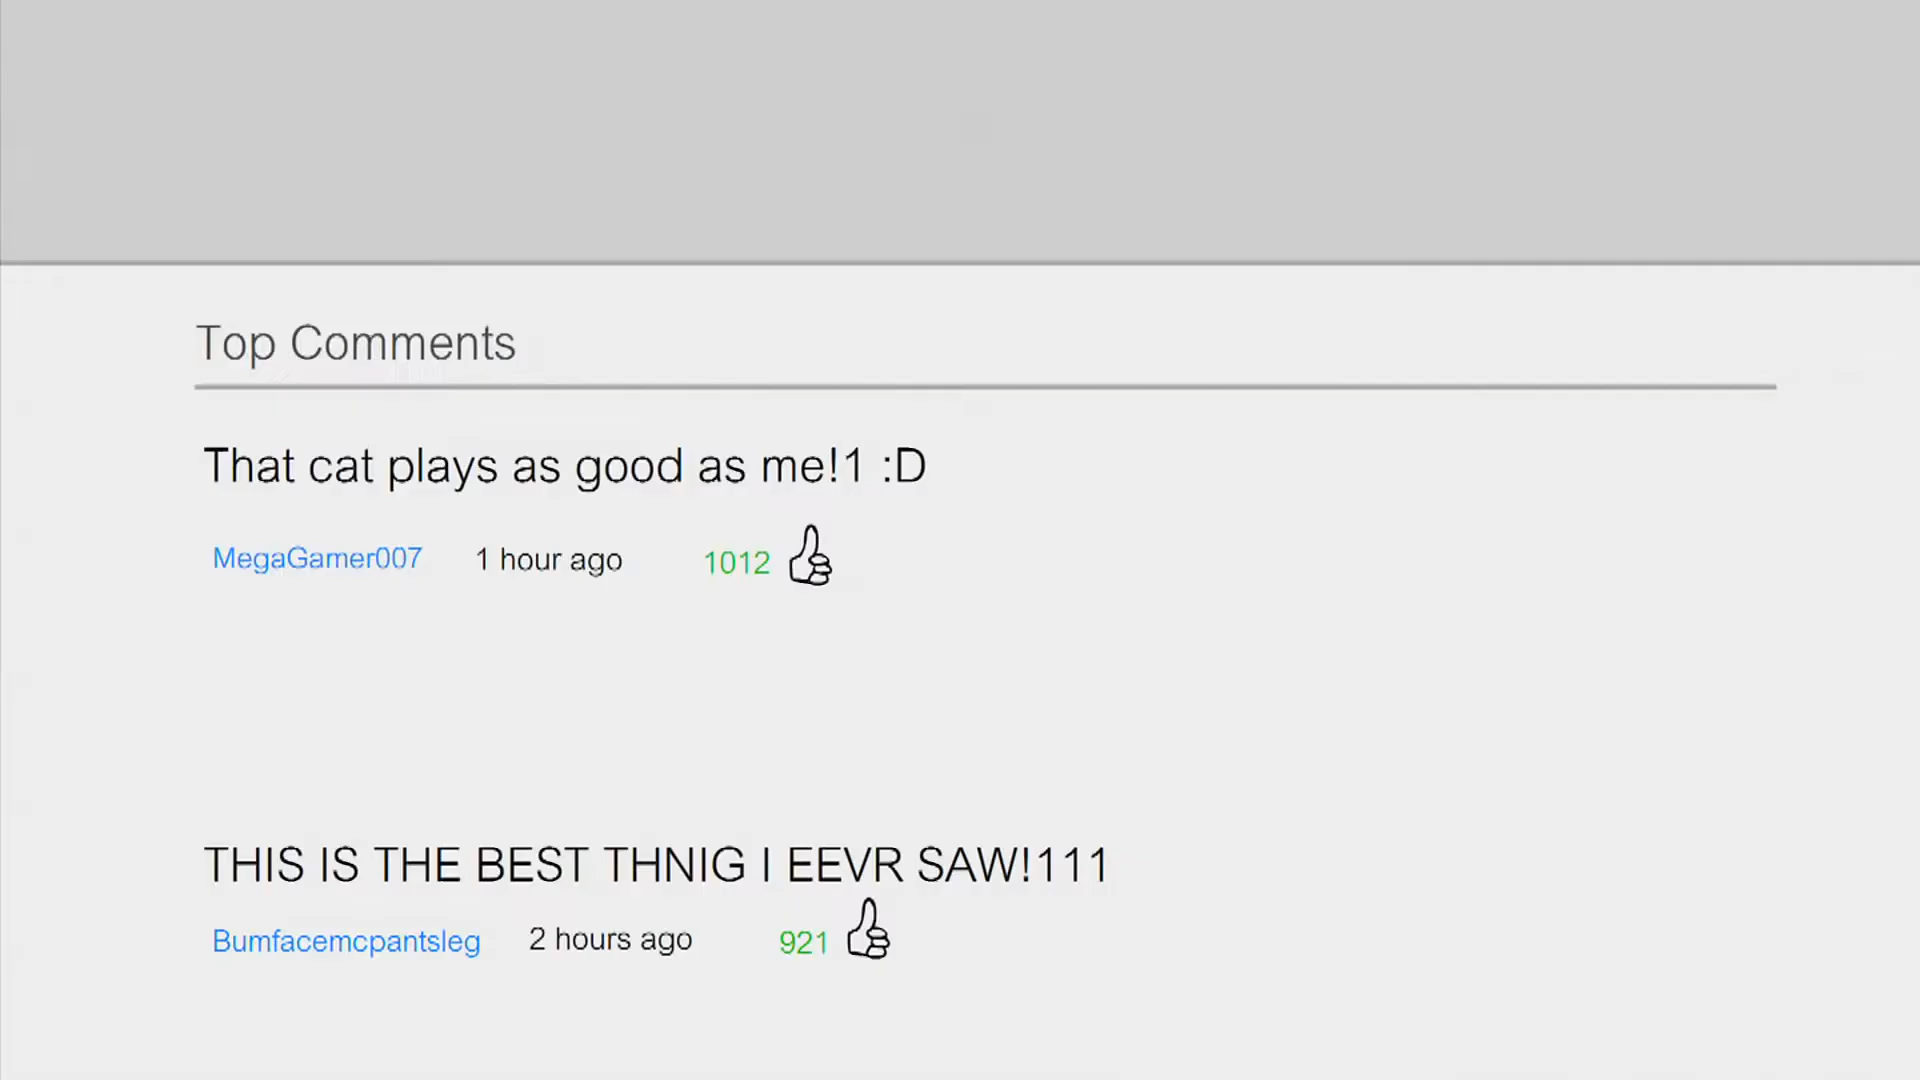 Top Comments
That cat plays as good as me!1 :D
MegaGamer007 1 hour ago 1012
THIS IS THE BEST THNIG I EEVR SAW!111
Bumfacemcpantsleg 2 hours ago 921